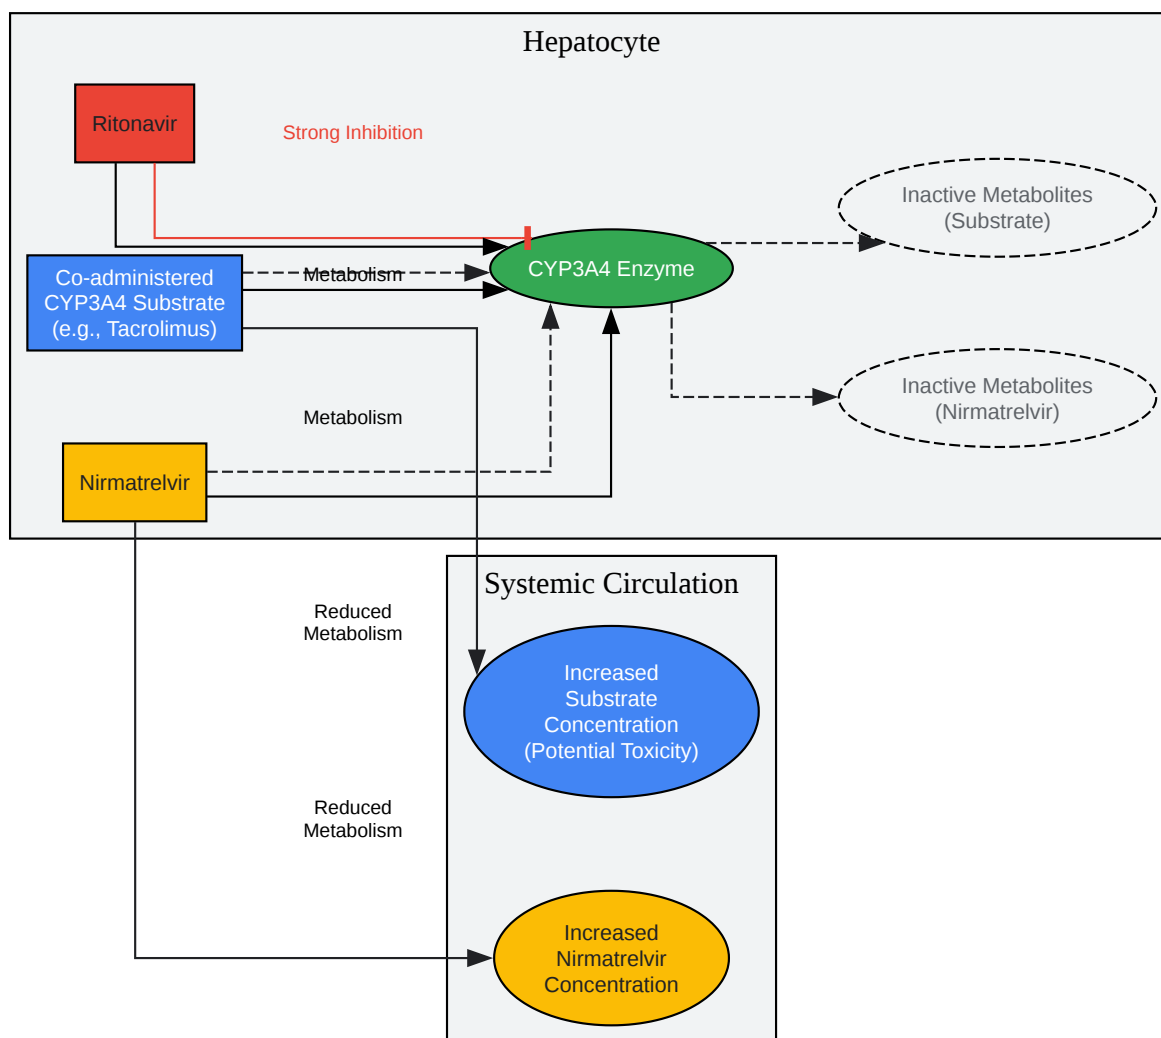 Hepatocyte
Ritonavir
Strong Inhibition
Inactive Metabolites
(Substrate)
Co-administered
CYP3A4 Substrate
(e.g., Tacrolimus)
Metabolism
CYP3A4 Enzyme
Inactive Metabolites
(Nirmatrelvir)
Metabolism
Nirmatrelvir
Systemic Circulation
Reduced
Metabolism
Increased
Substrate
Concentration
(Potential Toxicity)
Reduced
Metabolism
Increased
Nirmatrelvir
Concentration